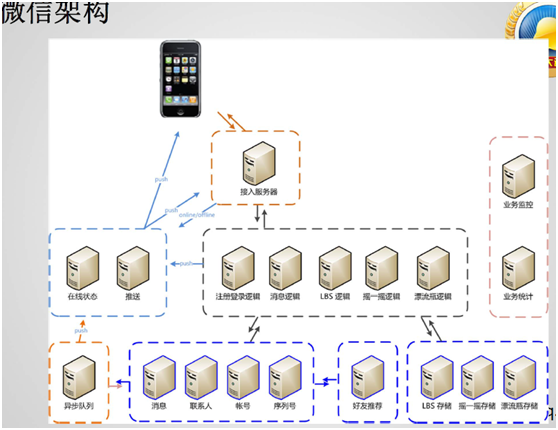 微信架构
push
接入服务器
push
online/offline
业务监控
push
在线状态
推送
注册登录逻辑
消息逻辑
LBS 逻辑
摇一摇逻辑
漂流瓶逻辑
业务统计
push
异步队列
消息
联系人
帐号
序列号
好友推荐
LBS 存储
摇一摇存储
漂流瓶存储